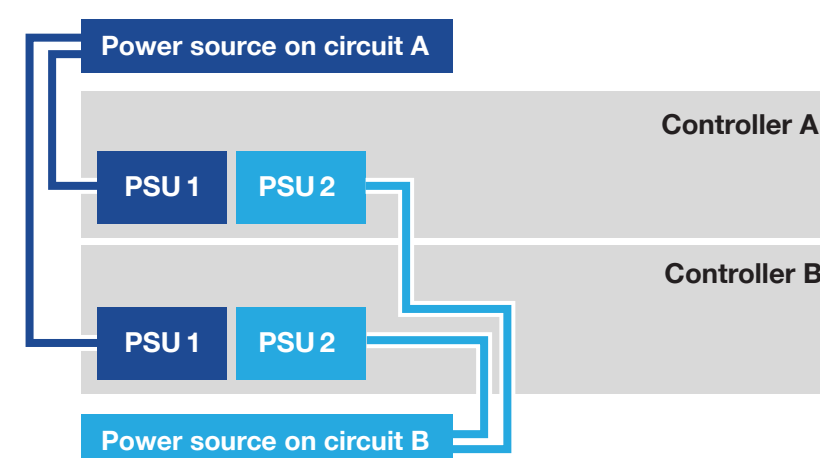 Power source on circuit A
Controller A
PSU 1
PSU 2
Controller B
PSU 1
PSU 2
Power source on circuit B